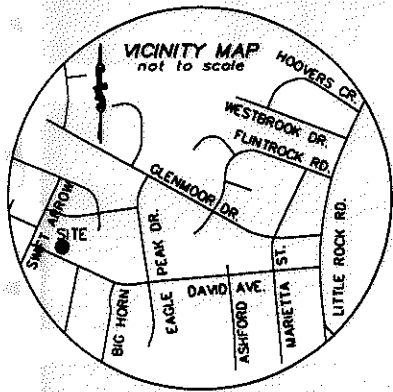 VICINITY MAP
not to scale
HOOVERS CR.
WESTBROOK DR.
FLINTROCK RD.
GLENMOOR DR.
SWIFT ARROW
SITE
PEAK DR.
EAGLE
BIG HORN
DAVID AVE.
ASHFORD
MARIETTA
ST.
LITTLE ROCK RD.